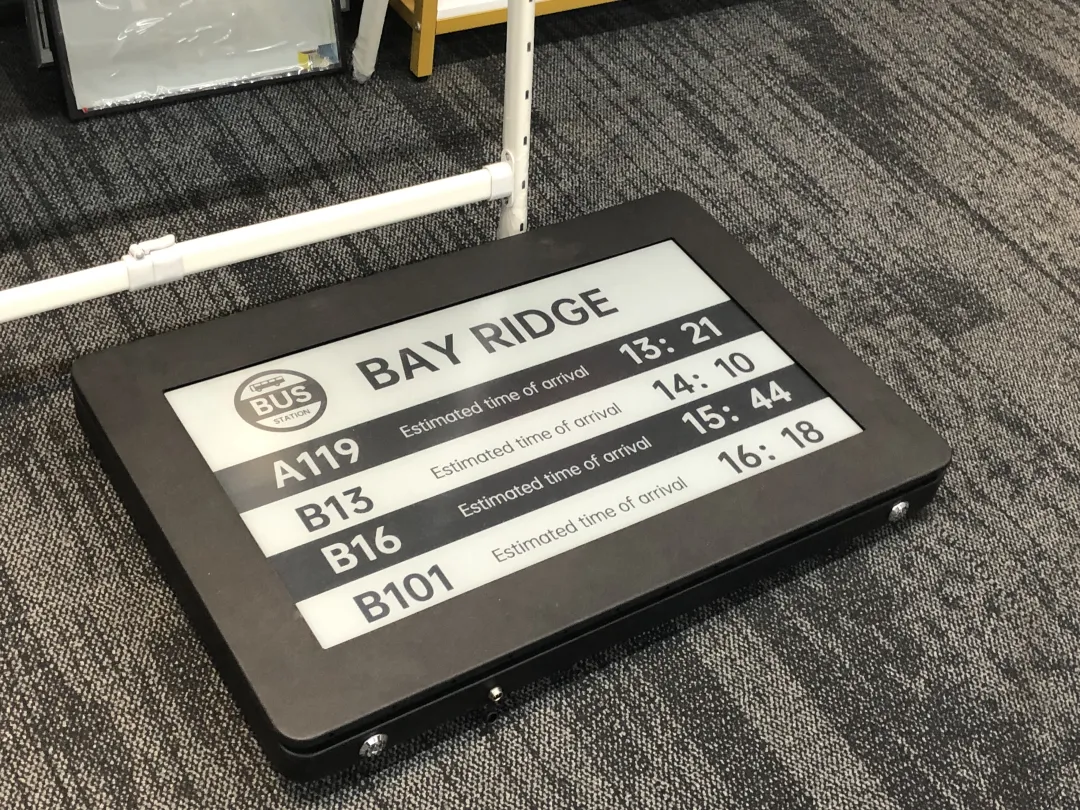 BAY RIDGE
BUS
STATION
A119 Estimated time of arrival 13: 21
B13 Estimated time of arrival 14: 10
B16 Estimated time of arrival 15: 44
B101 Estimated time of arrival 16: 18